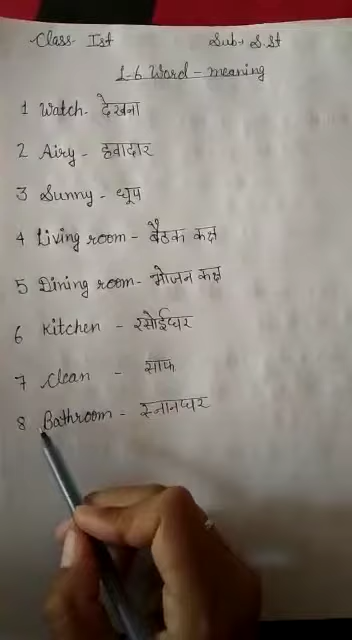 Class- Ist Sub:- S.St
L-6 Word - meaning
1 Watch- देखना
2 Airy - हवादार
3 Sunny - धूप
4 Living room - बैठक कक्ष
5 Dining room- भोजन कक्ष
6 Kitchen - रसोईघर
7 Clean - साफ
8 Bathroom - स्नानघर